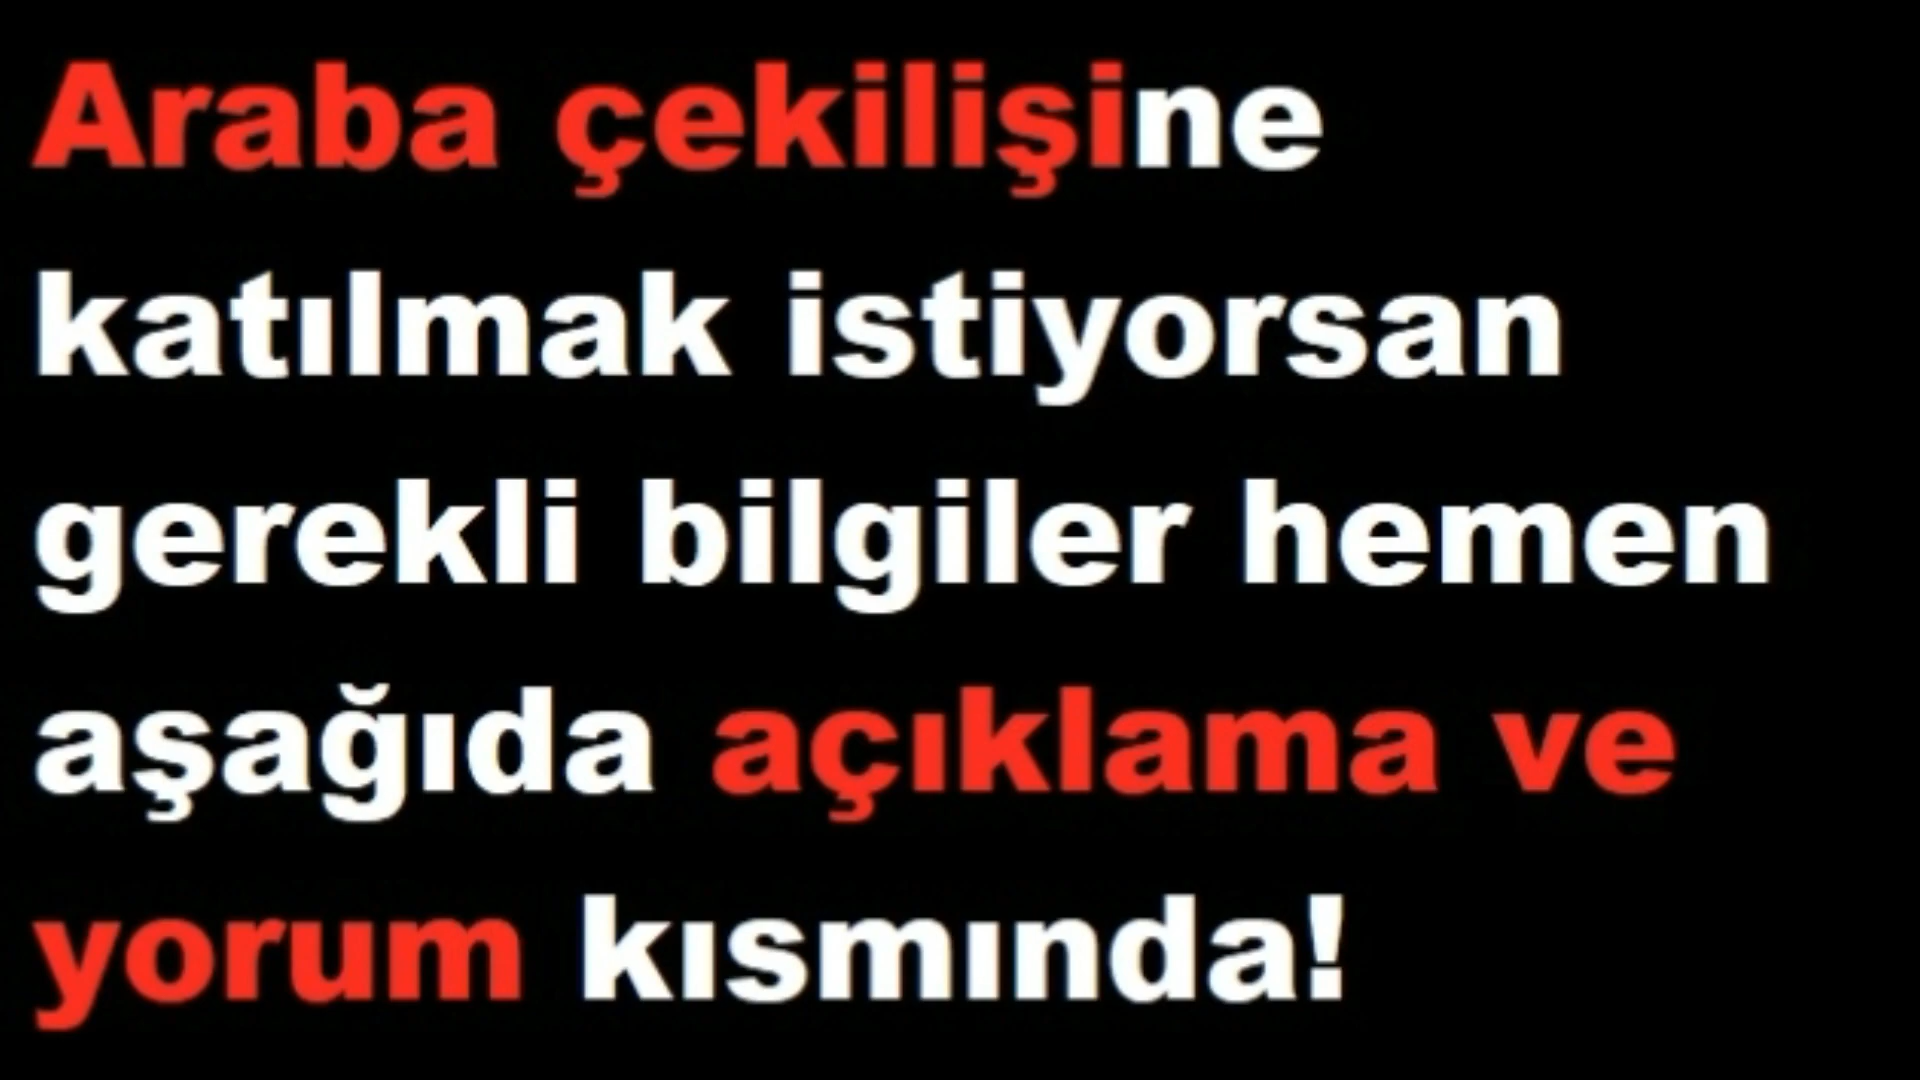 Araba çekilişine
katılmak istiyorsan
gerekli bilgiler hemen
aşağıda açıklama ve
yorum kısmında!